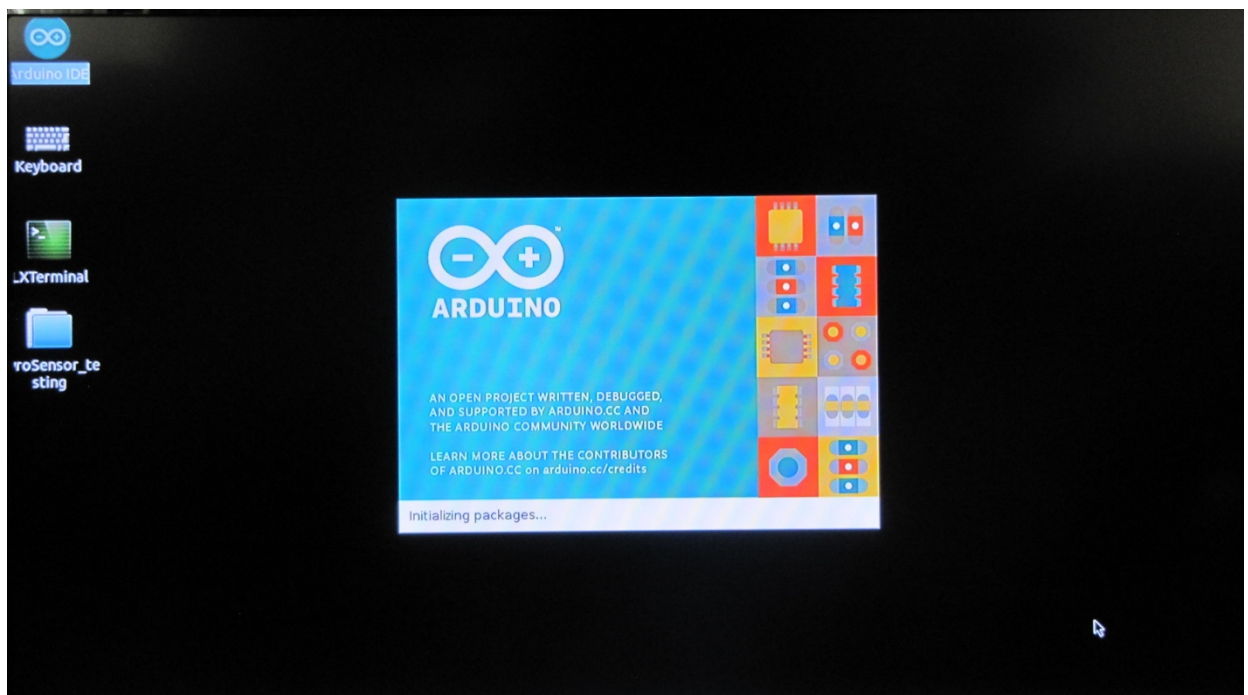 Arduino IDE
Keyboard
LXTerminal
roSensor_te
sting
ARDUINO
™
AN OPEN PROJECT WRITTEN, DEBUGGED,
AND SUPPORTED BY ARDUINO.CC AND
THE ARDUINO COMMUNITY WORLDWIDE
LEARN MORE ABOUT THE CONTRIBUTORS
OF ARDUINO.CC on arduino.cc/credits
Initializing packages...